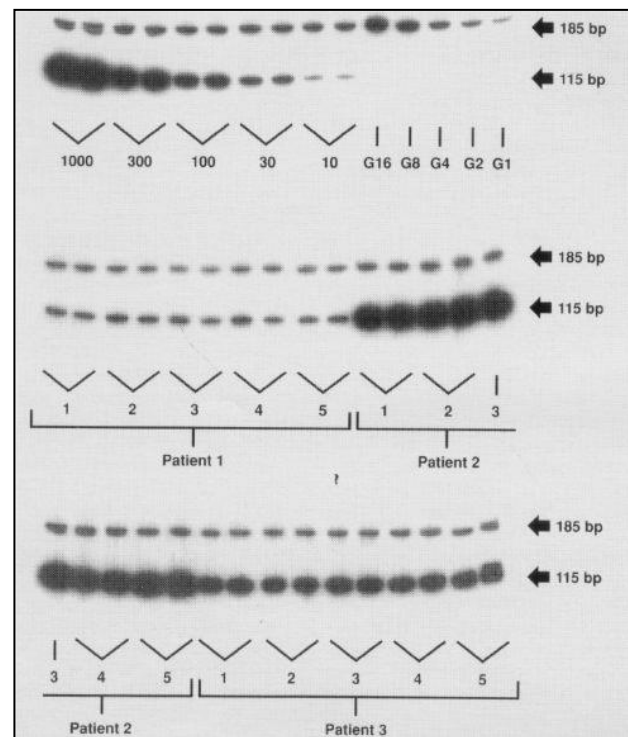 185 bp
115 bp
1000 300 100 30 10 G16 G8 G4 G2 G1
185 bp
115 bp
1 2 3 4 5 1 2 3
Patient 1 Patient 2
185 bp
115 bp
3 4 5 1 2 3 4 5
Patient 2 Patient 3